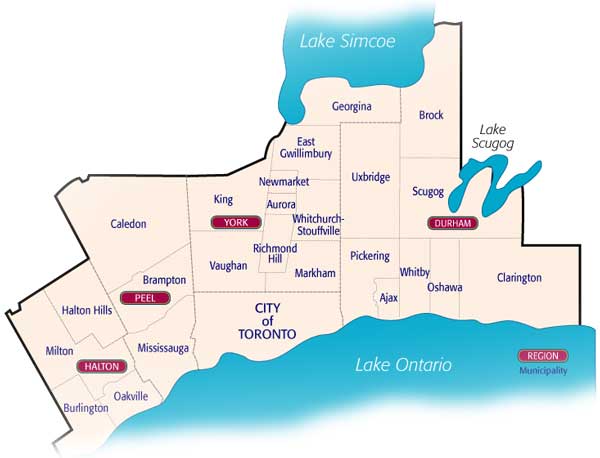 Lake Simcoe
Georgina
Brock
Lake
Scugog
East
Gwillimbury
Newmarket
Uxbridge
Scugog
King
Aurora
Caledon
YORK
Whitchurch-
Stouffville
DURHAM
Richmond
Hill
Vaughan
Markham
Pickering
Whitby
Oshawa
Clarington
Brampton
PEEL
Ajax
Halton Hills
CITY
of
TORONTO
Milton
Mississauga
HALTON
Lake Ontario
REGION
Municipality
Oakville
Burlington